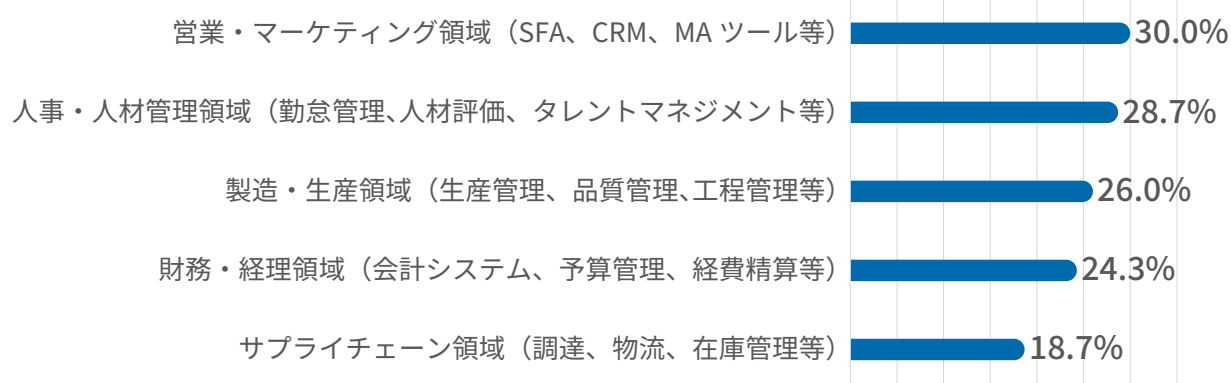 営業・マーケティング領域（SFA、CRM、MA ツール等） 30.0%
人事・人材管理領域（勤怠管理、人材評価、タレントマネジメント等） 28.7%
製造・生産領域（生産管理、品質管理、工程管理等） 26.0%
財務・経理領域（会計システム、予算管理、経費精算等） 24.3%
サプライチェーン領域（調達、物流、在庫管理等） 18.7%